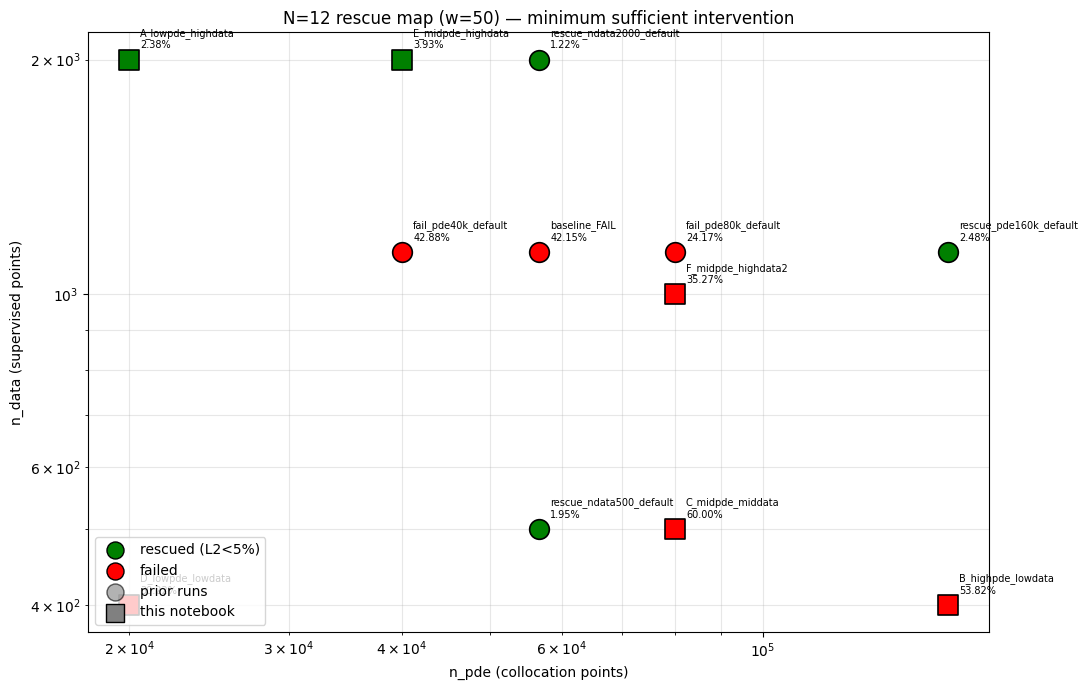 N=12 rescue map (w=50) — minimum sufficient intervention
A_lowpde_highdata
2.38%
E_midpde_highdata
3.93%
rescue_ndata2000_default
1.22%
2 × 10³
fail_pde40k_default
42.88%
baseline_FAIL
42.15%
fail_pde80k_default
24.17%
rescue_pde160k_default
2.48%
F_midpde_highdata2
35.27%
10³
n_data (supervised points)
6 × 10²
rescue_ndata500_default
1.95%
C_midpde_middata
60.00%
B_highpde_lowdata
53.82%
D_lowpde_lowdata
4 × 10²
rescued (L2<5%)
failed
prior runs
this notebook
2 × 10⁴
3 × 10⁴
4 × 10⁴
6 × 10⁴
10⁵
n_pde (collocation points)